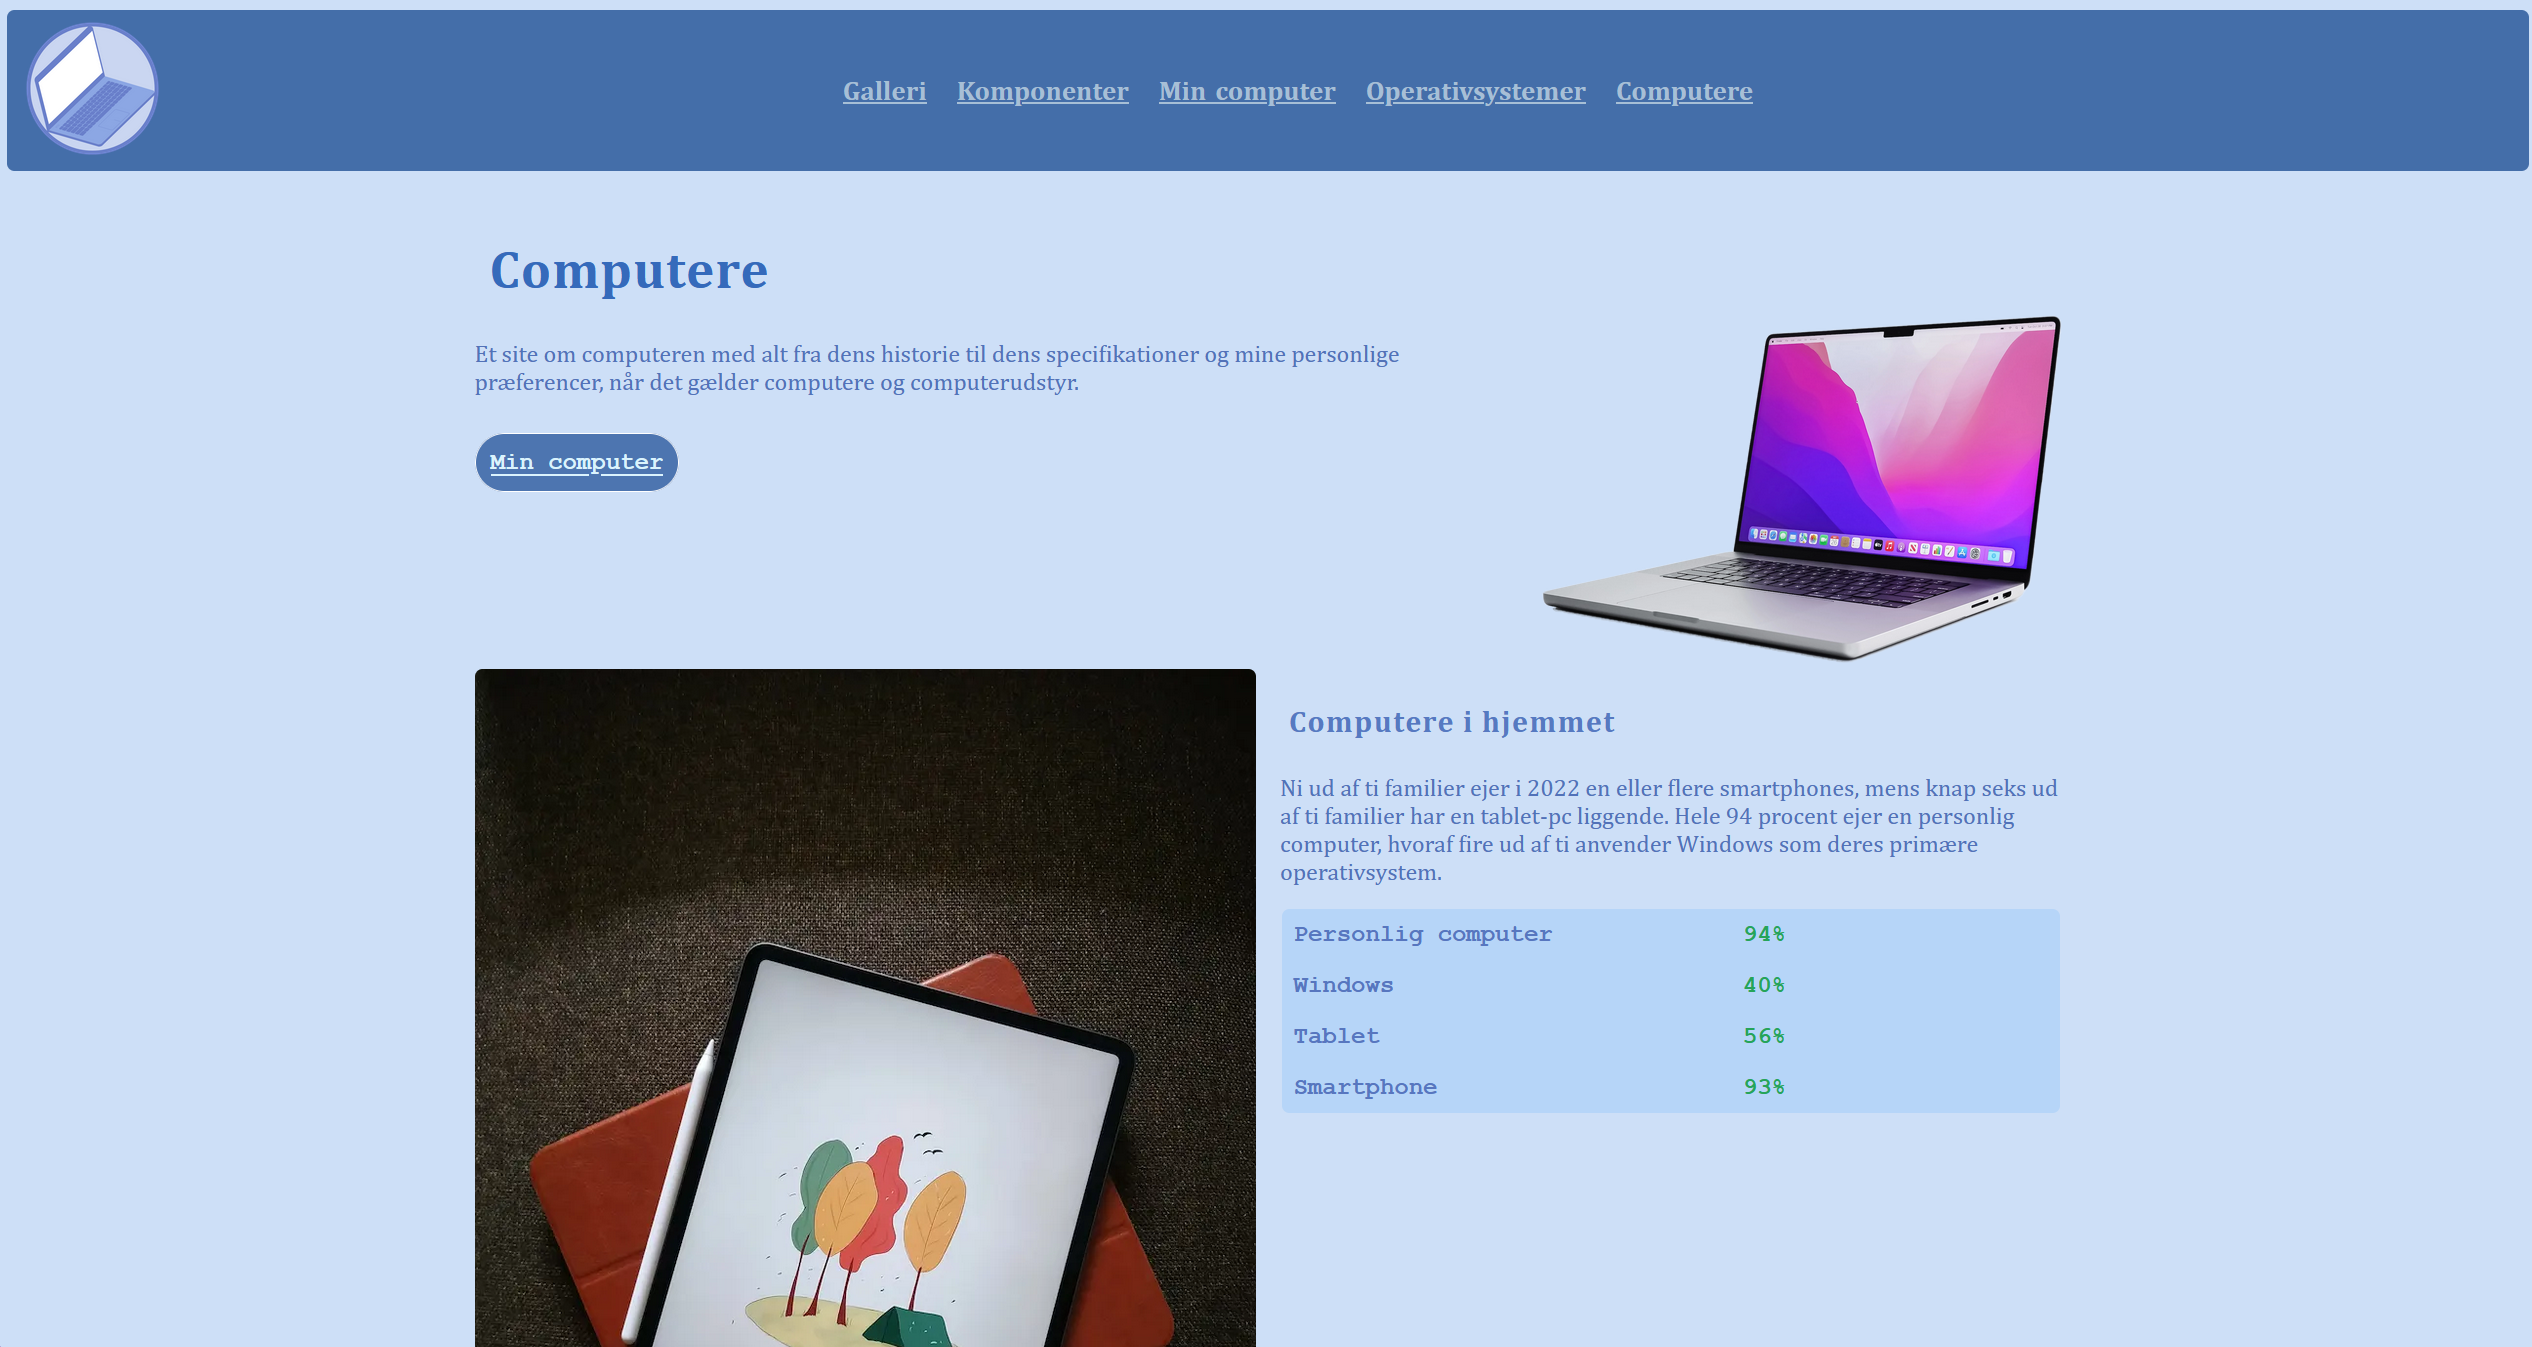 Galleri Komponenter Min computer Operativsystemer Computere
Computere
Et site om computeren med alt fra dens historie til dens specifikationer og mine personlige
præferencer, når det gælder computere og computerudstyr.
Min computer
Computere i hjemmet
Ni ud af ti familier ejer i 2022 en eller flere smartphones, mens knap seks ud
af ti familier har en tablet-pc liggende. Hele 94 procent ejer en personlig
computer, hvoraf fire ud af ti anvender Windows som deres primære
operativsystem.
Personlig computer 94%
Windows 40%
Tablet 56%
Smartphone 93%